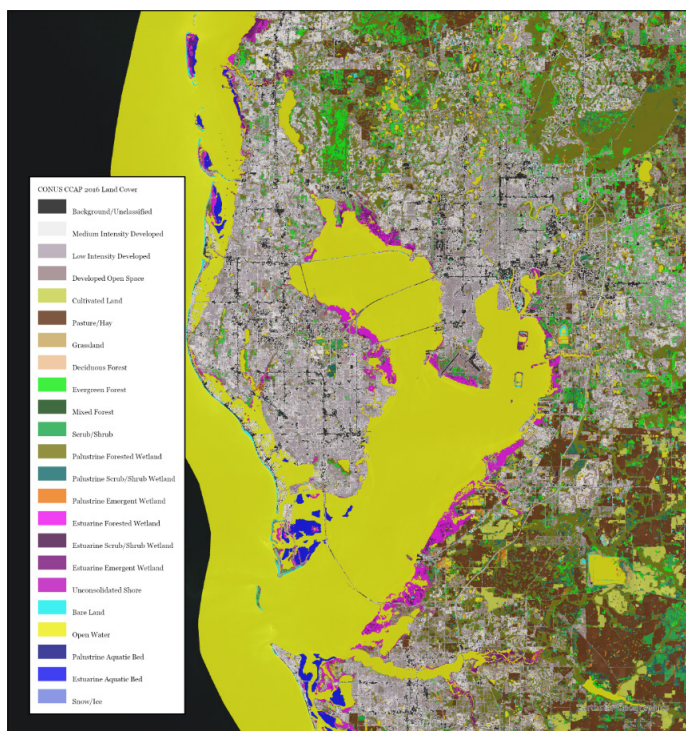 CONUS CCAP 2016 Land Cover
Background/Unclassified
Medium Intensity Developed
Low Intensity Developed
Developed Open Space
Cultivated Land
Pasture/Hay
Grassland
Deciduous Forest
Evergreen Forest
Mixed Forest
Scrub/Shrub
Palustrine Forested Wetland
Palustrine Scrub/Shrub Wetland
Palustrine Emergent Wetland
Estuarine Forested Wetland
Estuarine Scrub/Shrub Wetland
Estuarine Emergent Wetland
Unconsolidated Shore
Bare Land
Open Water
Palustrine Aquatic Bed
Estuarine Aquatic Bed
Snow/Ice